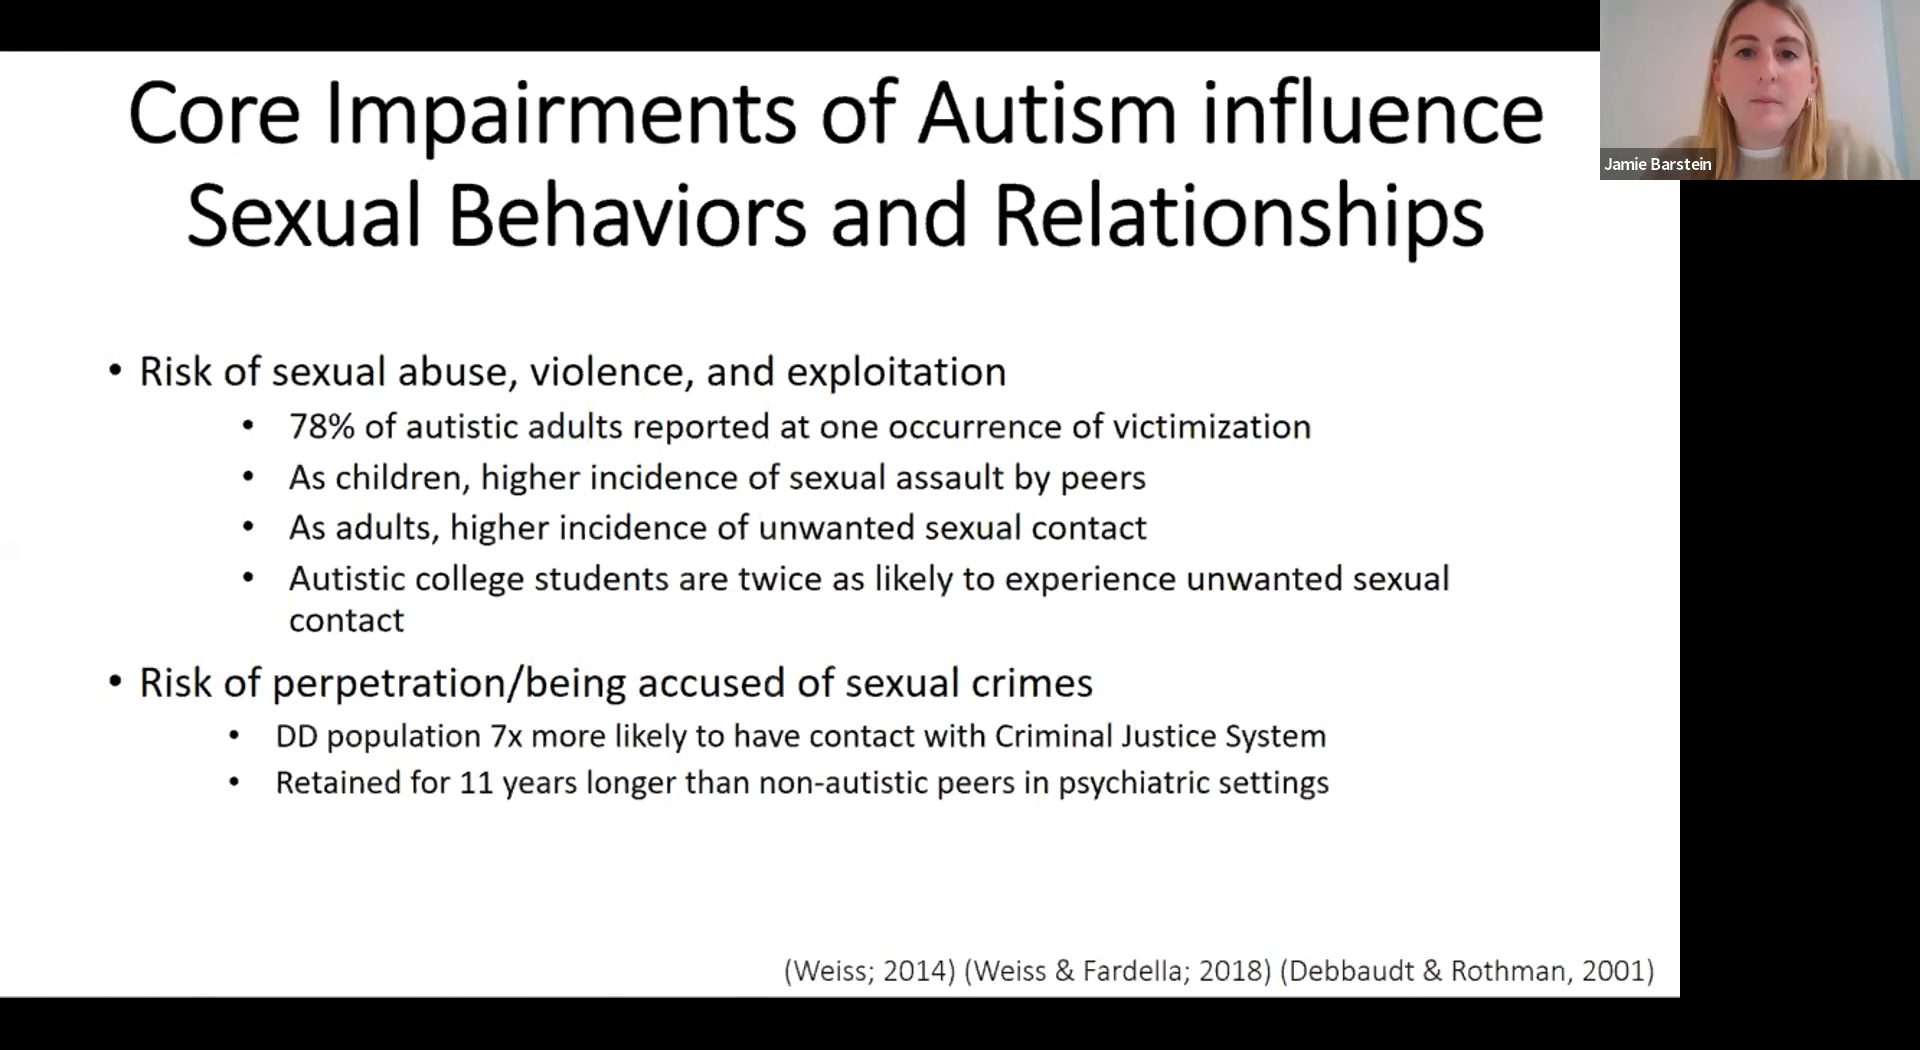 Core Impairments of Autism influence
Sexual Behaviors and Relationships
Jamie Barstein
• Risk of sexual abuse, violence, and exploitation
• 78% of autistic adults reported at one occurrence of victimization
• As children, higher incidence of sexual assault by peers
• As adults, higher incidence of unwanted sexual contact
• Autistic college students are twice as likely to experience unwanted sexual
contact
• Risk of perpetration/being accused of sexual crimes
• DD population 7x more likely to have contact with Criminal Justice System
• Retained for 11 years longer than non-autistic peers in psychiatric settings
(Weiss; 2014) (Weiss & Fardella; 2018) (Debbaudt & Rothman, 2001)